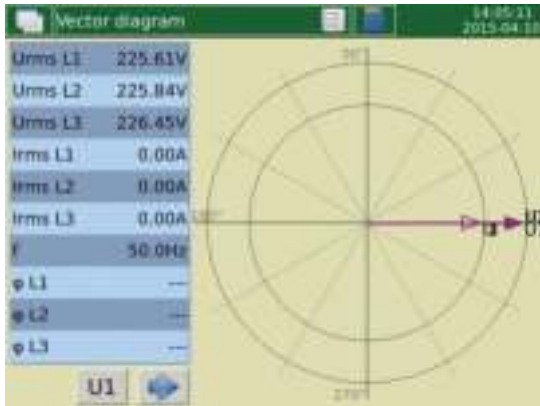 Vector diagram
14:05:11
2015-04-10
Urms L1 225.61V
Urms L2 225.84V
Urms L3 226.45V
Irms L1 0.00A
Irms L2 0.00A
Irms L3 0.00A
f 50.0Hz
φ L1 ---
φ L2 ---
φ L3 ---
U1
90°
270°